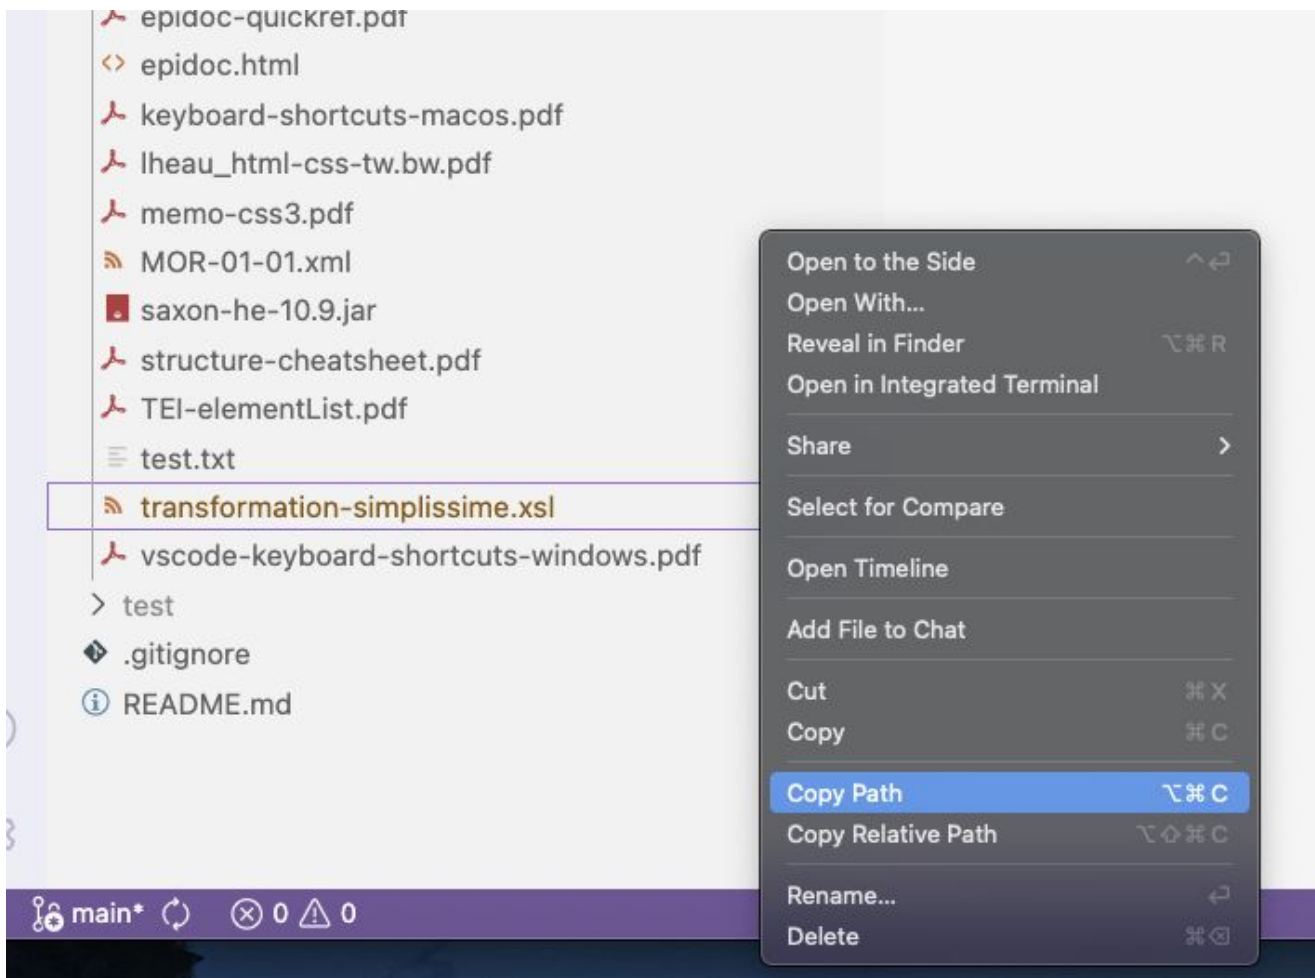 epidoc-quickref.pdf
epidoc.html
keyboard-shortcuts-macos.pdf
lheau_html-css-tw.bw.pdf
memo-css3.pdf
MOR-01-01.xml
saxon-he-10.9.jar
structure-cheatsheet.pdf
TEI-elementList.pdf
test.txt
transformation-simplissime.xsl
vscode-keyboard-shortcuts-windows.pdf
> test
.gitignore
README.md
main* 0 0
Open to the Side ^⏎
Open With...
Reveal in Finder ⌥⌘R
Open in Integrated Terminal
Share >
Select for Compare
Open Timeline
Add File to Chat
Cut ⌘X
Copy ⌘C
Copy Path ⌥⌘C
Copy Relative Path ⌥⇧⌘C
Rename... ⏎
Delete ⌘⌫